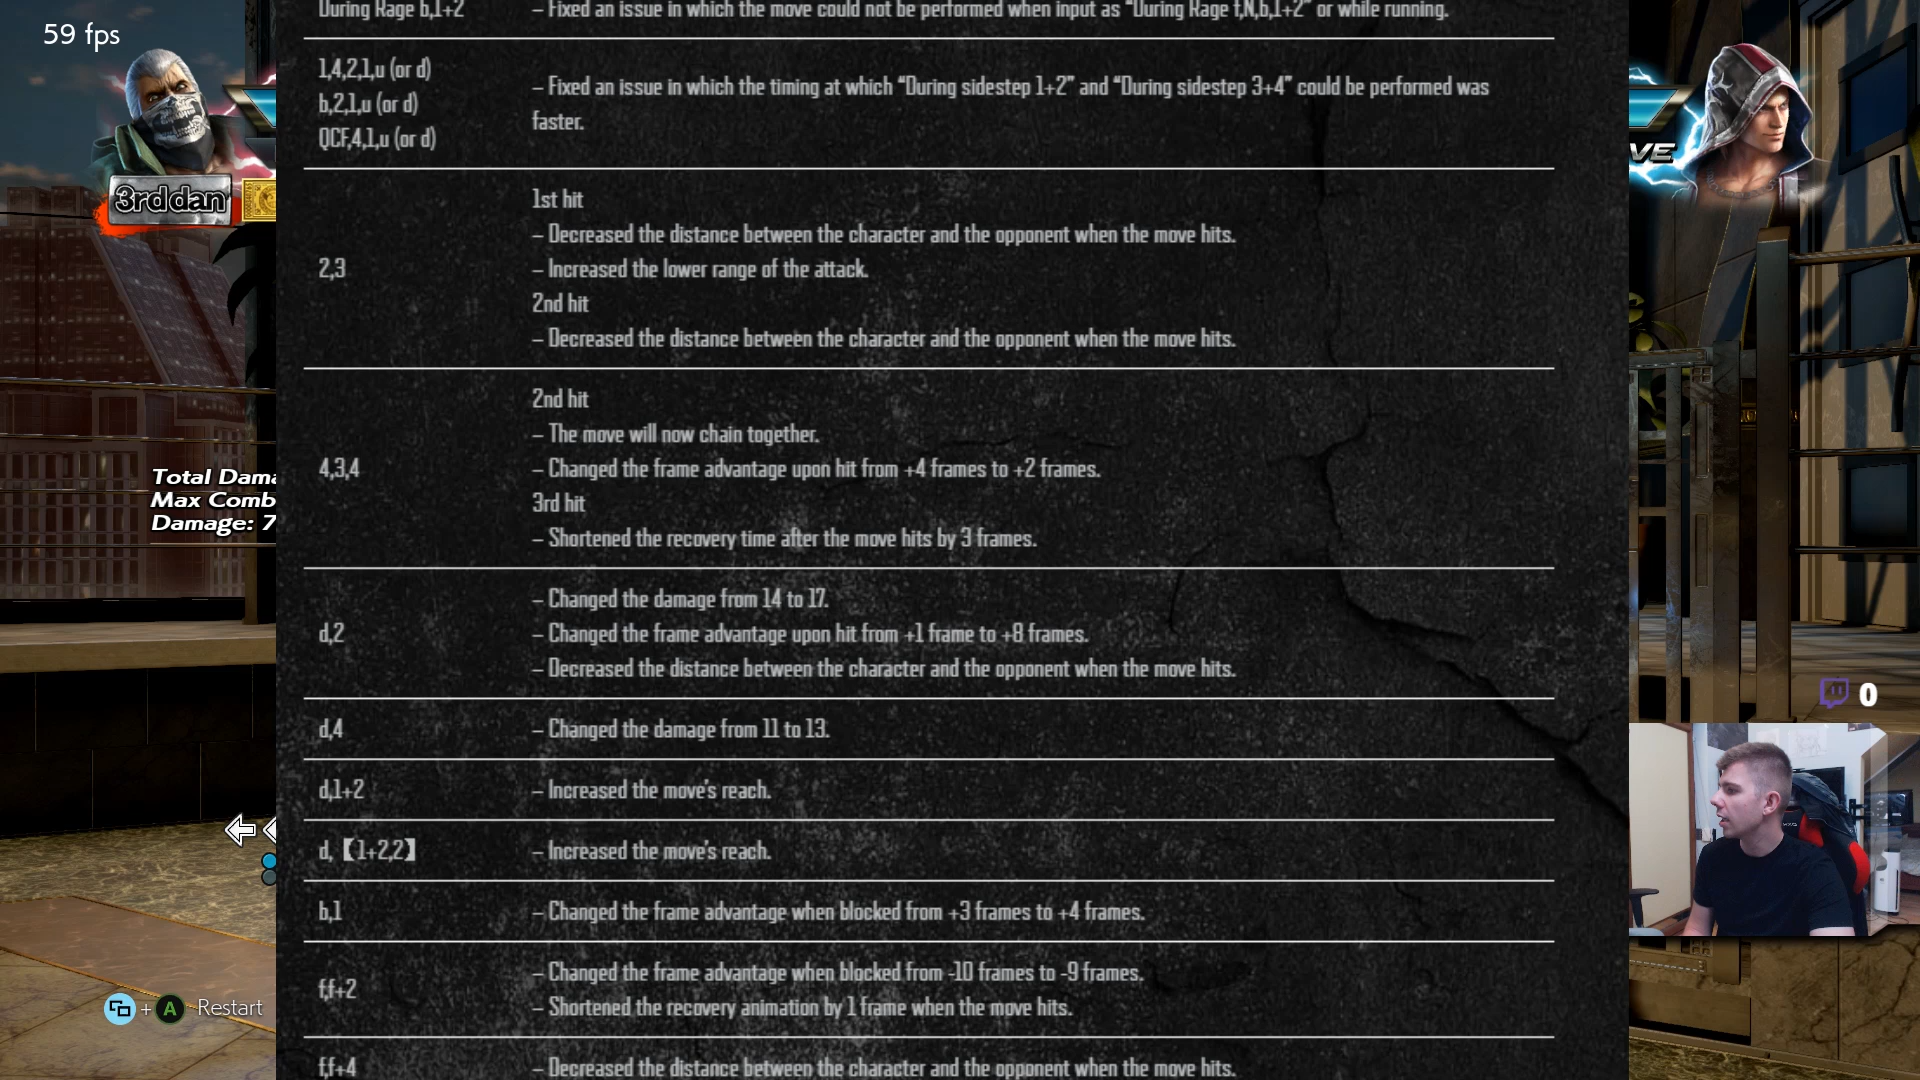 59 fps
During Rage b,1+2
– Fixed an issue in which the move could not be performed when input as “During Rage f,N,b,1+2” or while running.
1,4,2,1,u (or d)
b,2,1,u (or d)
QCF,4,1,u (or d)
– Fixed an issue in which the timing at which “During sidestep 1+2” and “During sidestep 3+4” could be performed was
faster.
3rd dan
VE
2,3
1st hit
– Decreased the distance between the character and the opponent when the move hits.
– Increased the lower range of the attack.
2nd hit
– Decreased the distance between the character and the opponent when the move hits.
4,3,4
2nd hit
– The move will now chain together.
– Changed the frame advantage upon hit from +4 frames to +2 frames.
3rd hit
– Shortened the recovery time after the move hits by 3 frames.
Total Dama
Max Comb
Damage: 7
d,2
– Changed the damage from 14 to 17.
– Changed the frame advantage upon hit from +1 frame to +8 frames.
– Decreased the distance between the character and the opponent when the move hits.
0
d,4
– Changed the damage from 11 to 13.
d,1+2
– Increased the move's reach.
d,【1+2,2】
– Increased the move's reach.
b,1
– Changed the frame advantage when blocked from +3 frames to +4 frames.
f,f+2
– Changed the frame advantage when blocked from -10 frames to -9 frames.
– Shortened the recovery animation by 1 frame when the move hits.
+ A Restart
f,f+4
– Decreased the distance between the character and the opponent when the move hits.